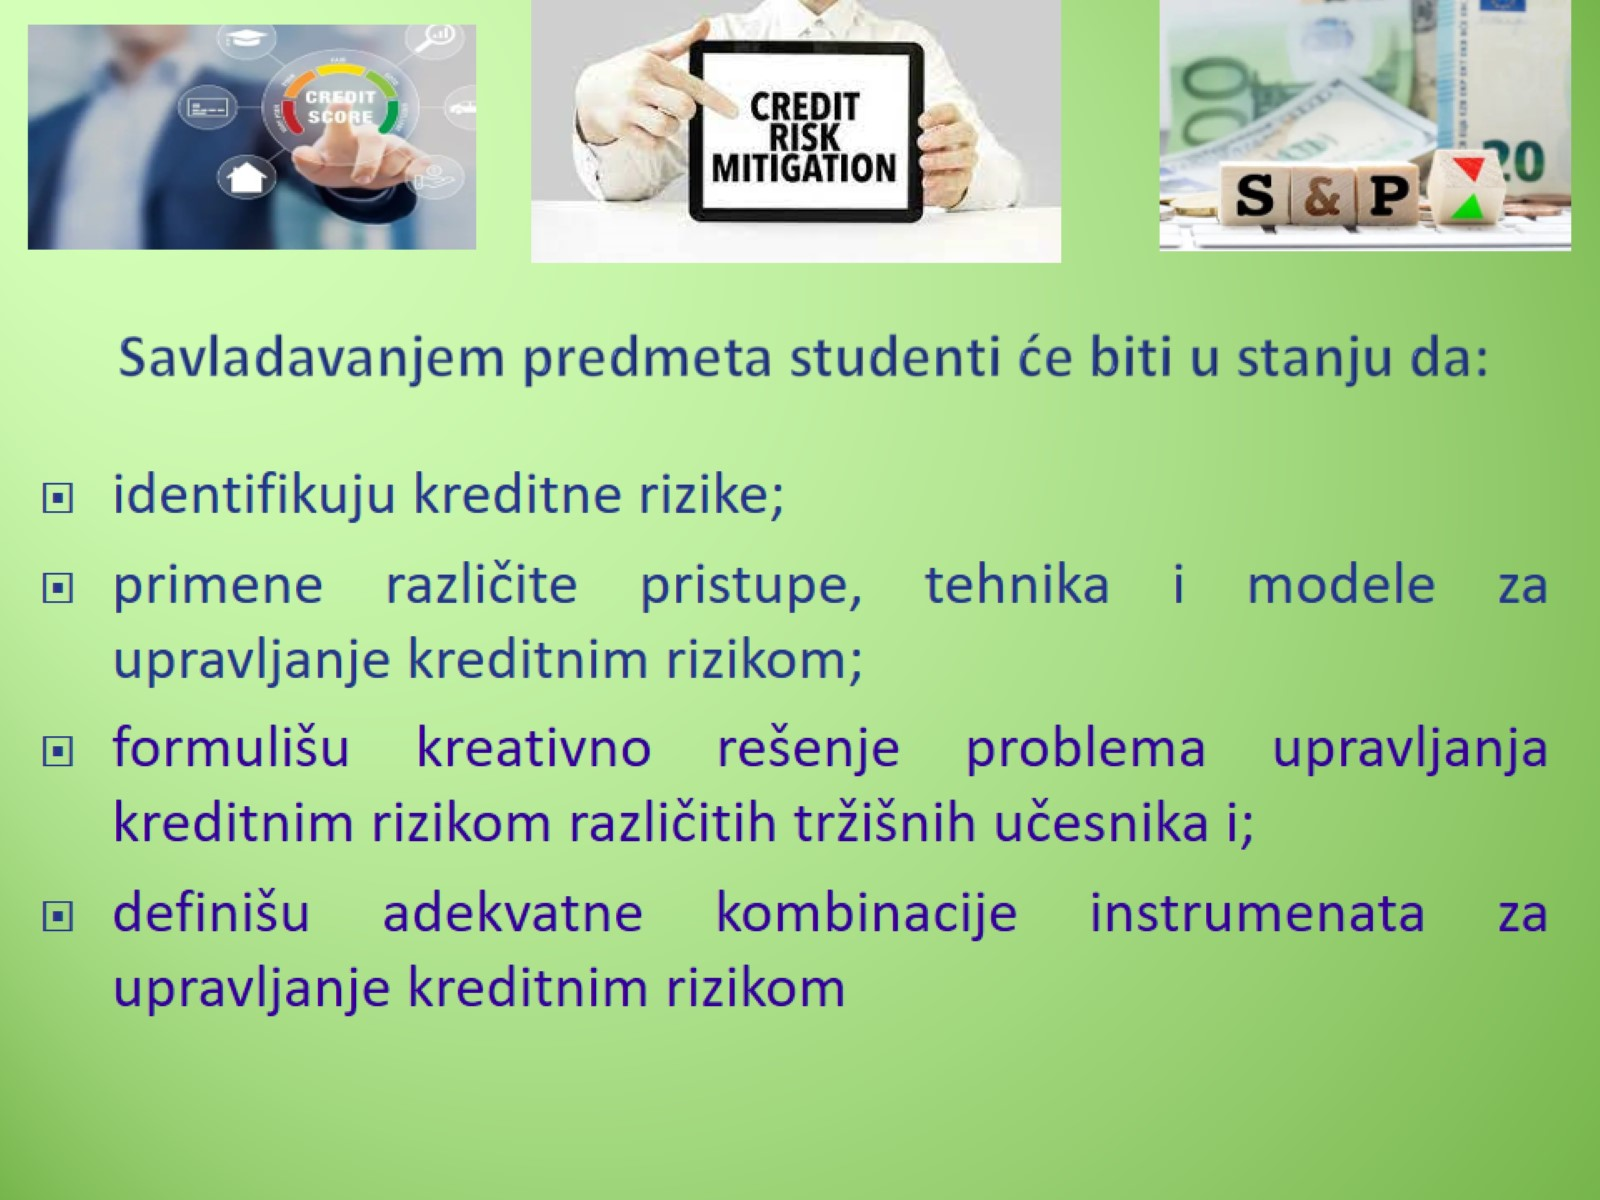 CREDIT
SCORE
CREDIT
RISK
MITIGATION
S & P
20
Savladavanjem predmeta studenti će biti u stanju da:
identifikuju kreditne rizike;
primene različite pristupe, tehnika i modele za
upravljanje kreditnim rizikom;
formulišu kreativno rešenje problema upravljanja
kreditnim rizikom različitih tržišnih učesnika i;
definišu adekvatne kombinacije instrumenata za
upravljanje kreditnim rizikom